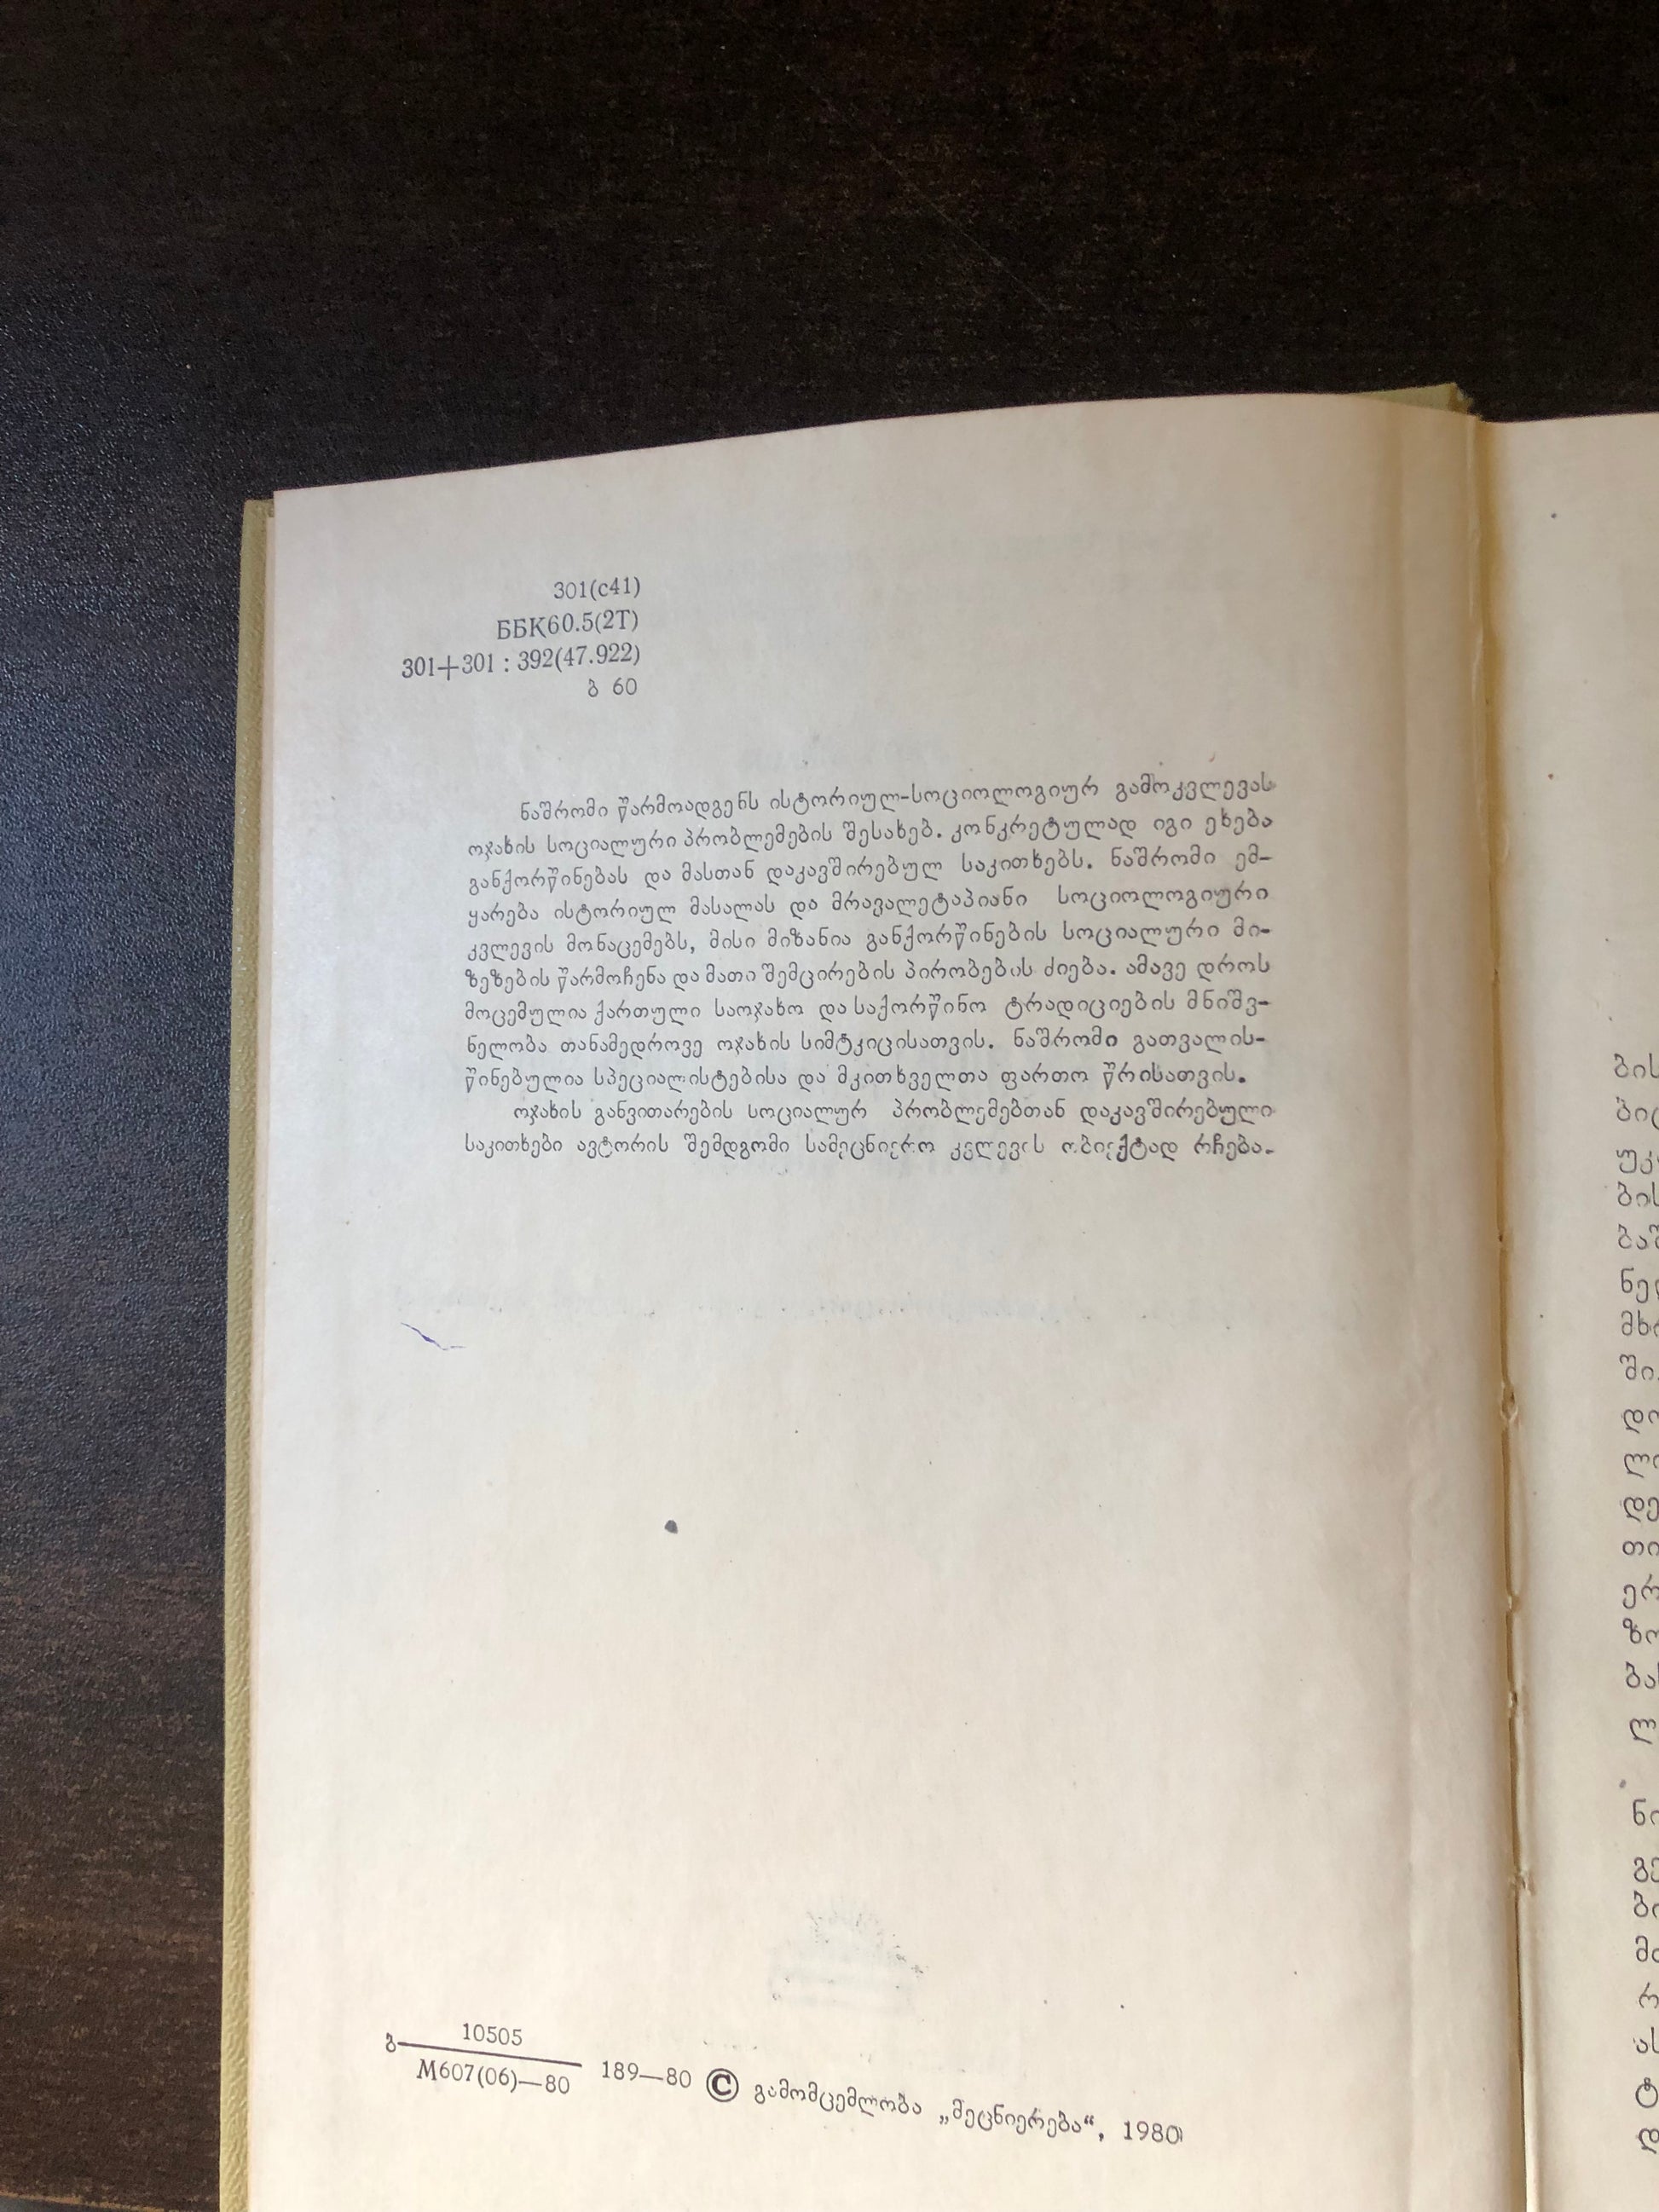 301(с41)
ББК60.5(2Т)
301+301 : 392(47.922)
გ 60
ნაშრომი წარმოადგენს ისტორიულ-სოციოლოგიურ გამოკვლევას
ოჯახის სოციალური პრობლემების შესახებ. კონკრეტულად იგი ეხება
განქორწინებას და მასთან დაკავშირებულ საკითხებს. ნაშრომი ემ-
ყარება ისტორიულ მასალას და მრავალეტაპიანი სოციოლოგიური
კვლევის მონაცემებს, მისი მიზანია განქორწინების სოციალური მი-
ზეზების წარმოჩენა და მათი შემცირების პირობების ძიება. ამავე დროს
მოცემულია ქართული საოჯახო და საქორწინო ტრადიციების მნიშვ-
ნელობა თანამედროვე ოჯახის სიმტკიცისათვის. ნაშრომი გათვალის-
წინებულია სპეციალისტებისა და მკითხველთა ფართო წრისათვის.
ოჯახის განვითარების სოციალურ პრობლემებთან დაკავშირებული
საკითხები ავტორის შემდგომი სამეცნიერო კვლევის ობიექტად რჩება.
გ 10505
М607(06)—80 189—80 © გამომცემლობა „მეცნიერება“, 1980
ბის
უკ
ნი